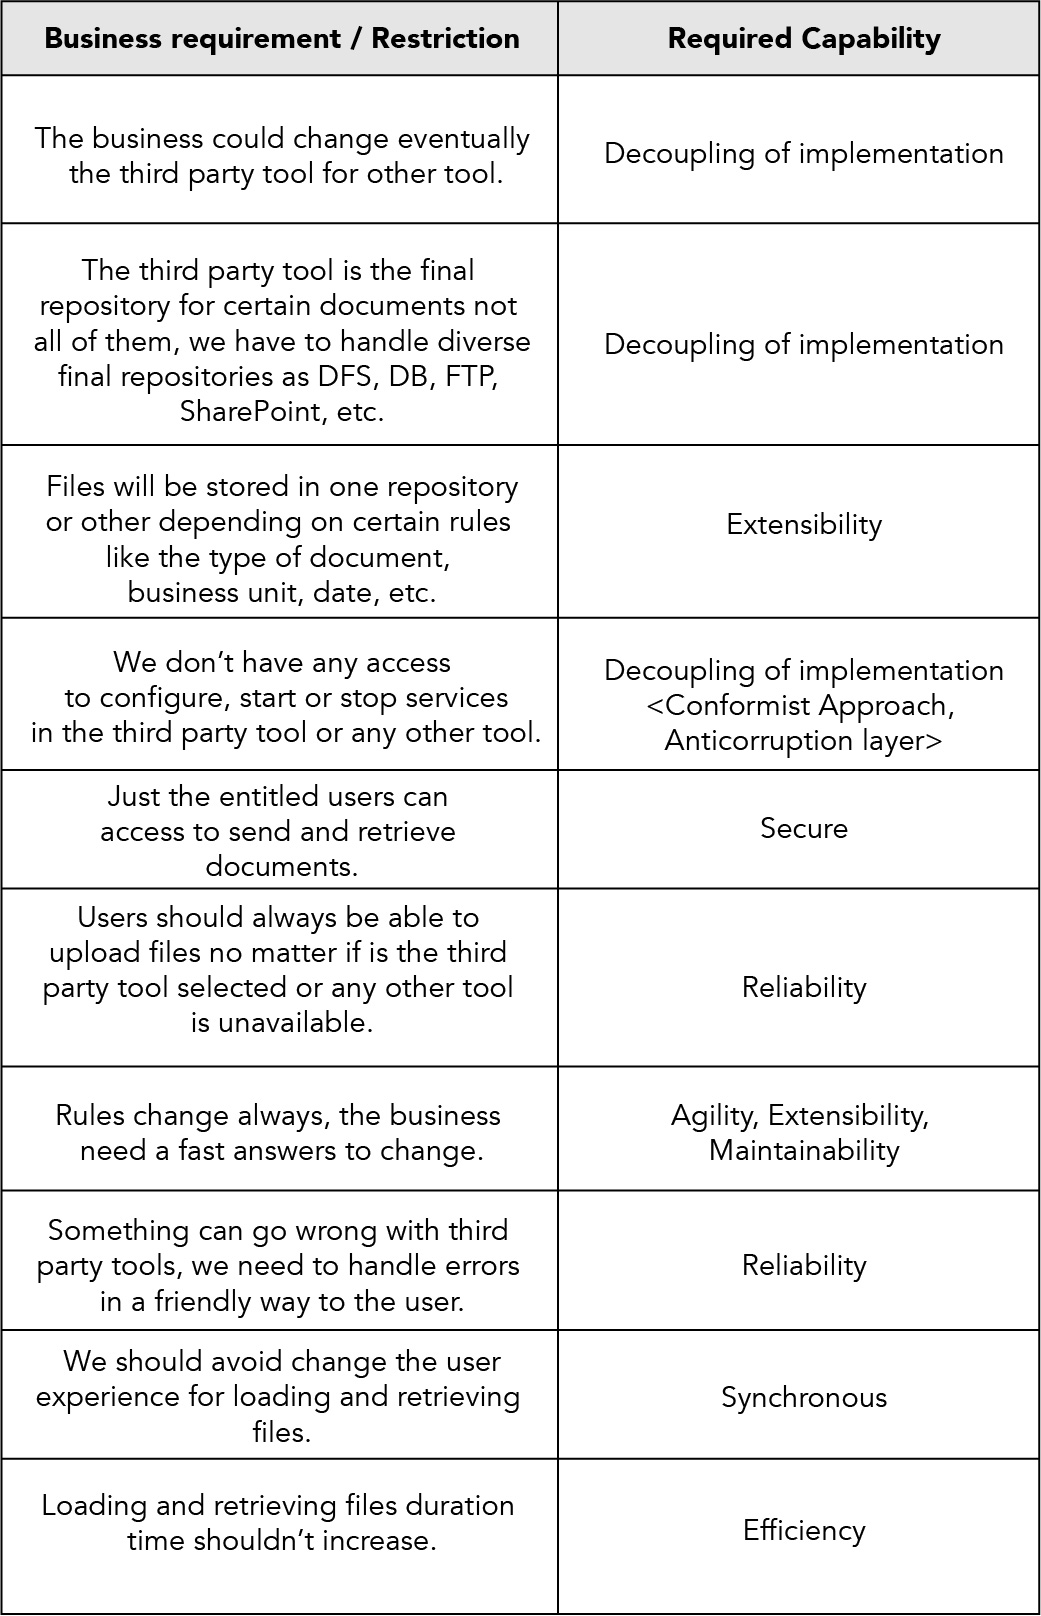 Business requirement / Restriction
Required Capability
The business could change eventually
the third party tool for other tool.
Decoupling of implementation
The third party tool is the final
repository for certain documents not
all of them, we have to handle diverse
final repositories as DFS, DB, FTP,
SharePoint, etc.
Decoupling of implementation
Files will be stored in one repository
or other depending on certain rules
like the type of document,
business unit, date, etc.
Extensibility
We don’t have any access
to configure, start or stop services
in the third party tool or any other tool.
Decoupling of implementation
<Conformist Approach,
Anticorruption layer>
Just the entitled users can
access to send and retrieve
documents.
Secure
Users should always be able to
upload files no matter if is the third
party tool selected or any other tool
is unavailable.
Reliability
Rules change always, the business
need a fast answers to change.
Agility, Extensibility,
Maintainability
Something can go wrong with third
party tools, we need to handle errors
in a friendly way to the user.
Reliability
We should avoid change the user
experience for loading and retrieving
files.
Synchronous
Loading and retrieving files duration
time shouldn’t increase.
Efficiency